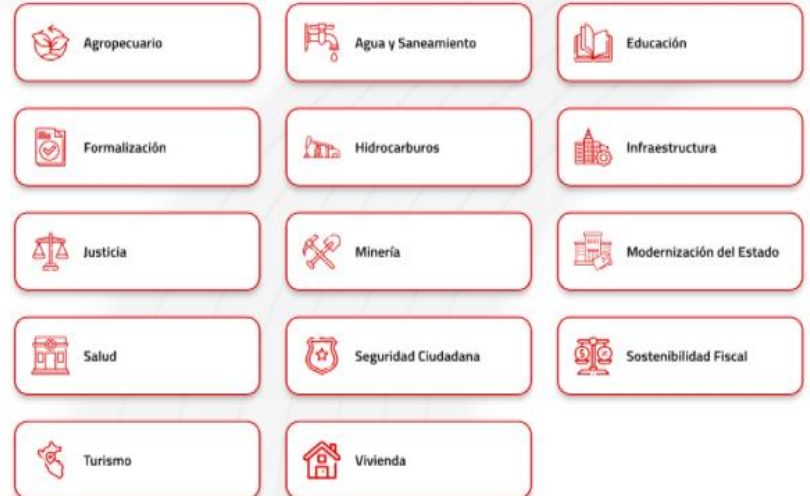 Agropecuario
Agua y Saneamiento
Educación
Formalización
Hidrocarburos
Infraestructura
Justicia
Minería
Modernización del Estado
Salud
Seguridad Ciudadana
Sostenibilidad Fiscal
Turismo
Vivienda